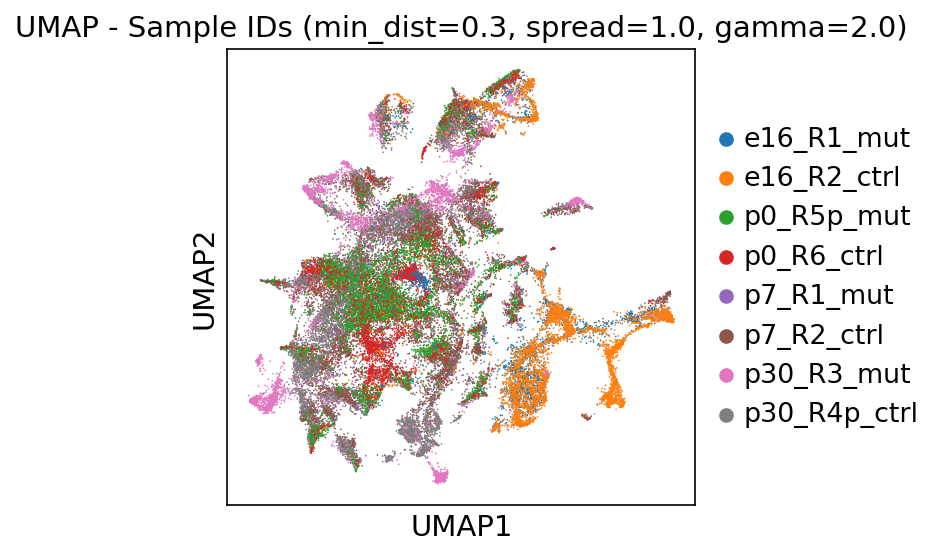 UMAP - Sample IDs (min_dist=0.3, spread=1.0, gamma=2.0)
e16_R1_mut
e16_R2_ctrl
p0_R5p_mut
p0_R6_ctrl
p7_R1_mut
p7_R2_ctrl
p30_R3_mut
p30_R4p_ctrl
UMAP2
UMAP1